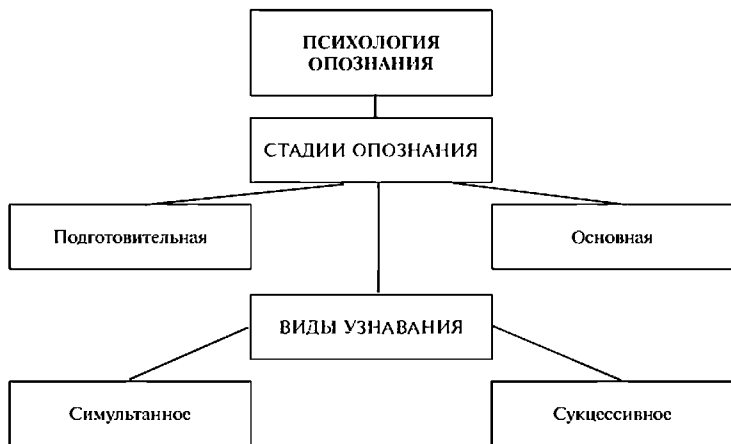 ПСИХОЛОГИЯ
ОПОЗНАНИЯ
СТАДИИ ОПОЗНАНИЯ
Подготовительная
Основная
ВИДЫ УЗНАВАНИЯ
Симультанное
Сукцессивное